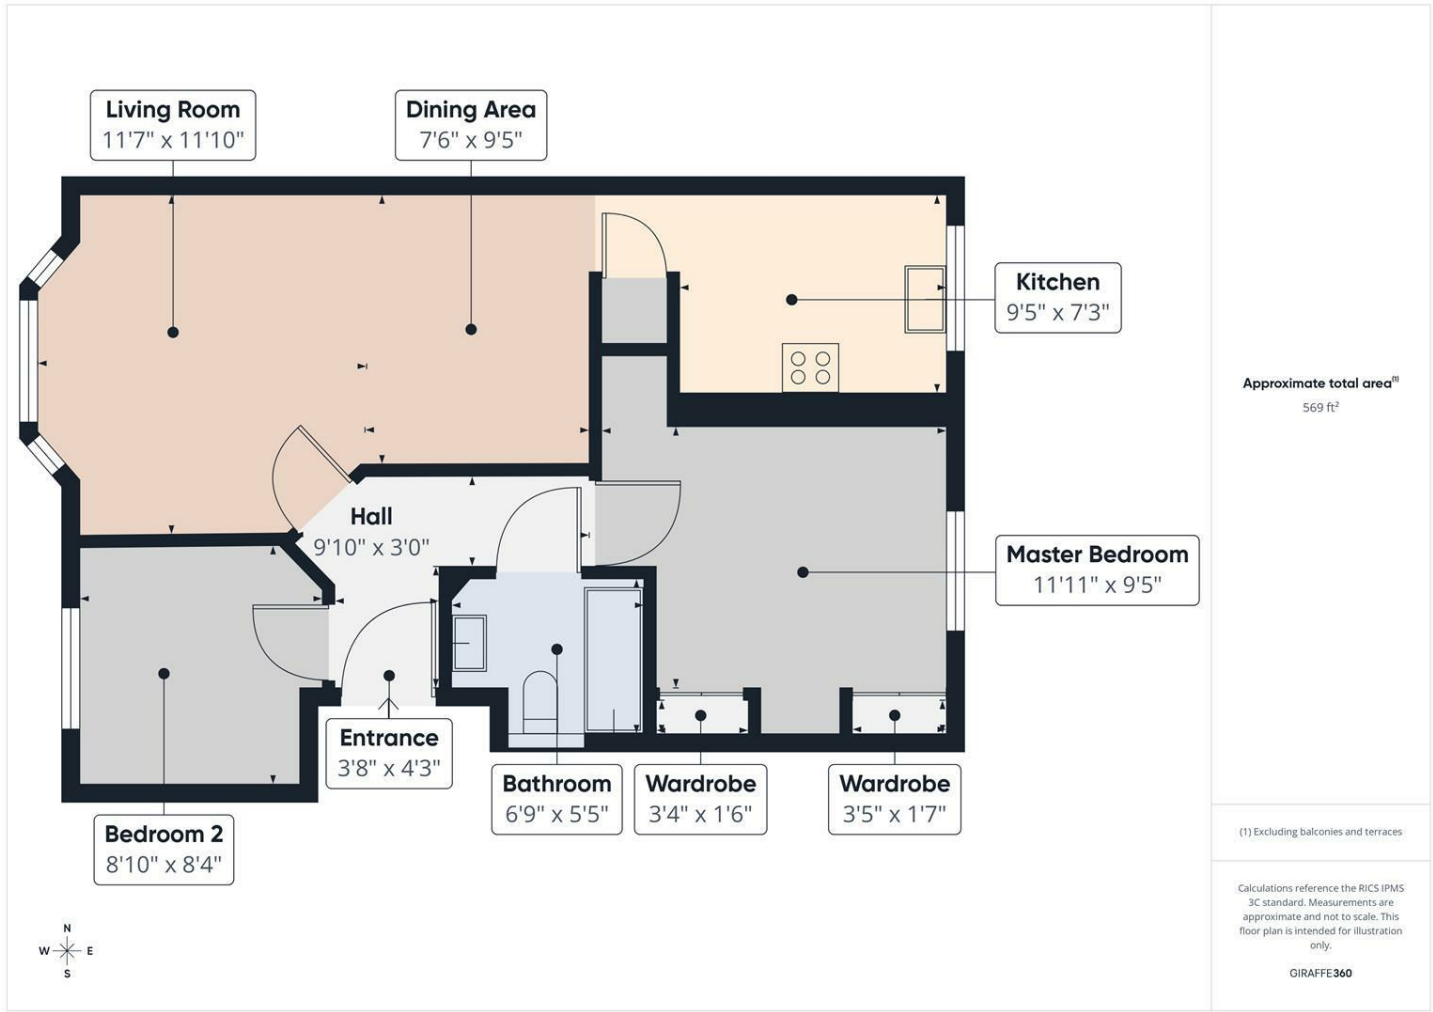 Living Room
11'7" x 11'10"
Dining Area
7'6" x 9'5"
Kitchen
9'5" x 7'3"
Approximate total area(1)
569 ft²
Hall
9'10" x 3'0"
Master Bedroom
11'11" x 9'5"
Entrance
3'8" x 4'3"
Bathroom
6'9" x 5'5"
Wardrobe
3'4" x 1'6"
Wardrobe
3'5" x 1'7"
Bedroom 2
8'10" x 8'4"
(1) Excluding balconies and terraces
Calculations reference the RICS IPMS
3C standard. Measurements are
approximate and not to scale. This
floor plan is intended for illustration
only.
GIRAFFE360
N
W E
S